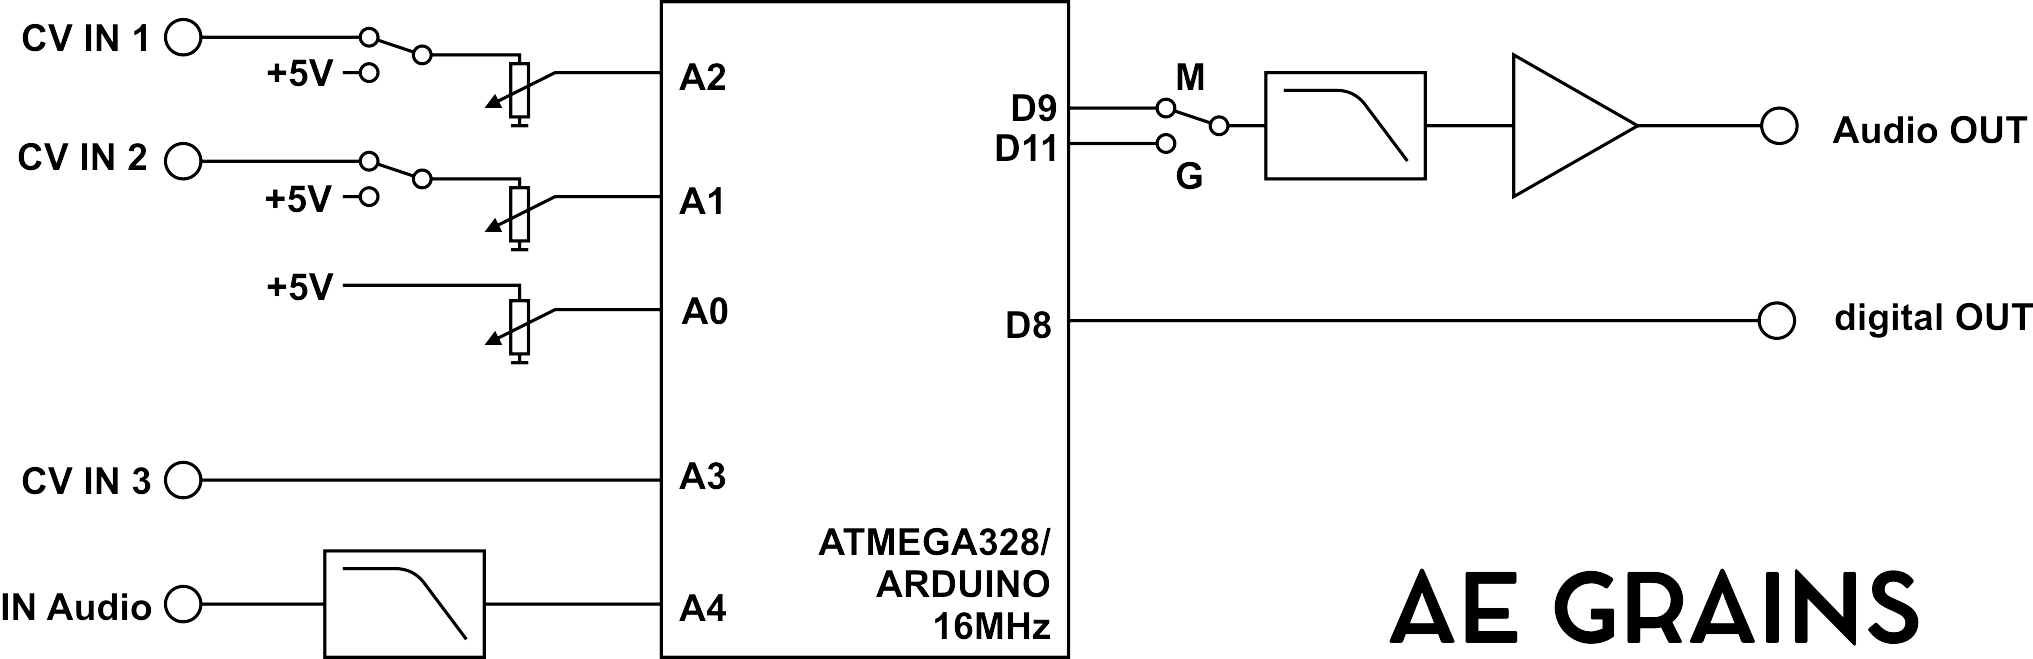 CV IN 1
+5V
A2
CV IN 2
+5V
A1
+5V
A0
CV IN 3
A3
IN Audio
A4
D9
D11
M
G
Audio OUT
D8
digital OUT
ATMEGA328/
ARDUINO
16MHz
AE GRAINS